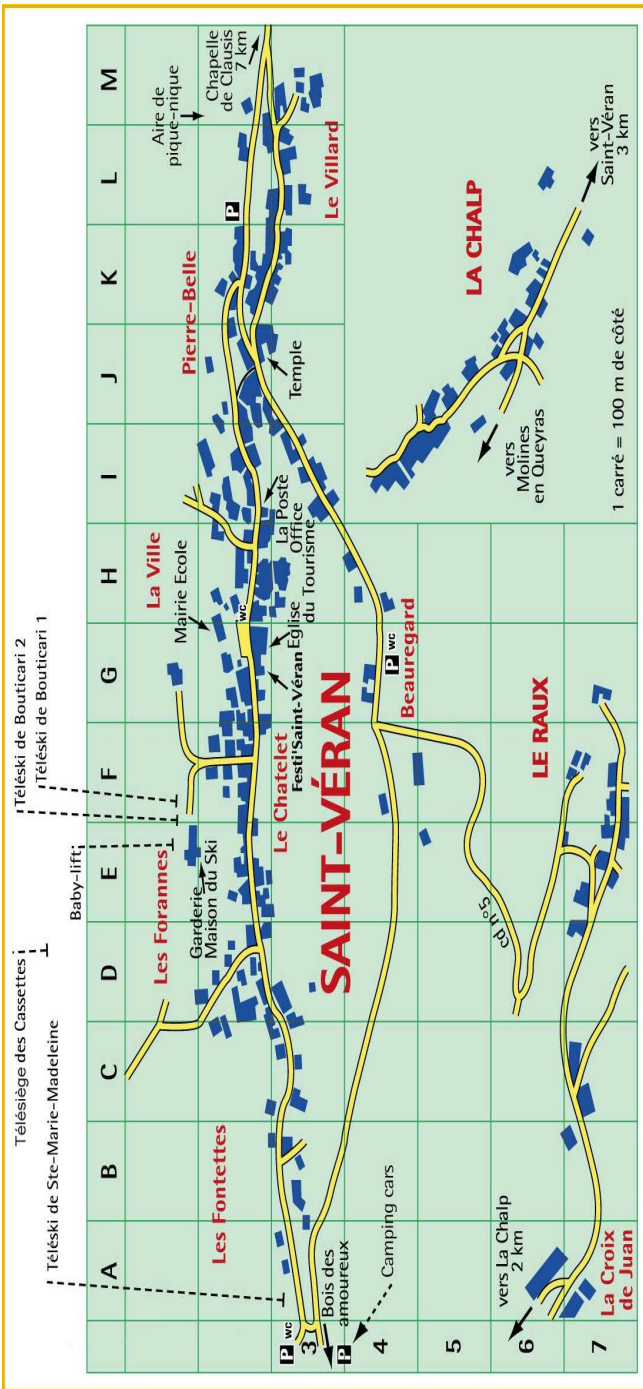 Télésiège des Cassettes
Téléski de Ste-Marie-Madeleine
Baby-lift
Téléski de Bouticari 2
Téléski de Bouticari 1
A
B
C
D
E
F
G
H
I
J
K
L
M
3
4
5
6
7
Les Fontettes
Les Forannes
Garderie
Maison du Ski
Le Chatelet
Festi'Saint-Véran
La Ville
Mairie Ecole
wc
Eglise
Office
du Tourisme
La Poste
Pierre-Belle
Temple
Aire de
pique-nique
Chapelle
de Clausis
7 km
P
Le Villard
SAINT-VÉRAN
P wc
Bois des
amoureux
P
Camping cars
P wc
Beauregard
cd n°5
LE RAUX
vers La Chalp
2 km
La Croix
de Juan
LA CHALP
vers
Molines
en Queyras
vers
Saint-Véran
3 km
1 carré = 100 m de côté